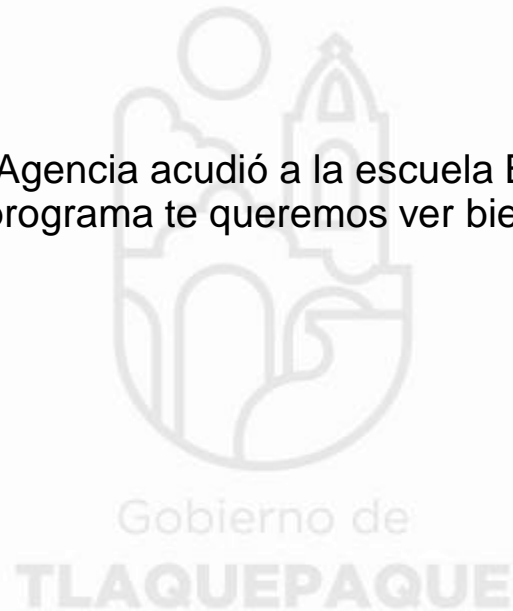 Agencia acudió a la escuela
programa te queremos ver
Gobierno de
TLAQUEPAQUE